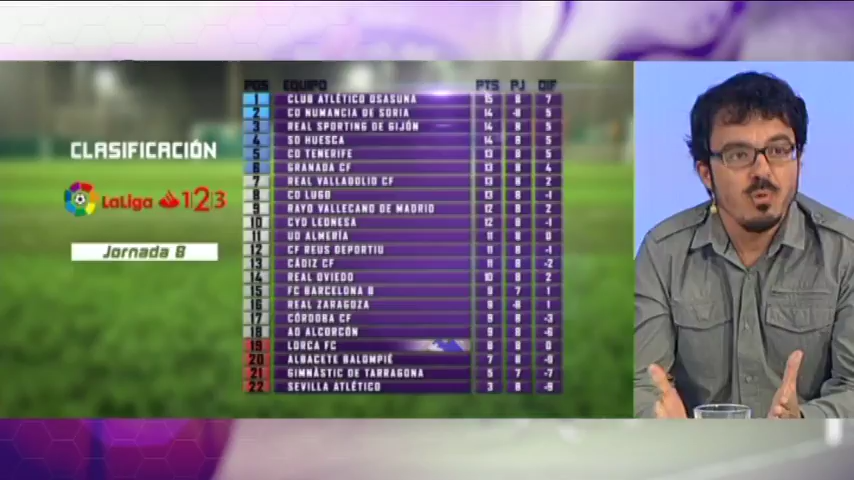 POS EQUIPO PTS PJ DIF
1 CLUB ATLÉTICO OSASUNA 15 8 7
2 CD NUMANCIA DE SORIA 14 -8 5
3 REAL SPORTING DE GIJÓN 14 8 5
4 SD HUESCA 14 8 5
5 CD TENERIFE 13 8 5
6 GRANADA CF 13 8 4
7 REAL VALLADOLID CF 13 8 2
8 CD LUGO 13 8 -1
9 RAYO VALLECANO DE MADRID 12 8 2
10 CYD LEONESA 12 8 -1
11 UD ALMERÍA 11 8 0
12 CF REUS DEPORTIU 11 8 -1
13 CÁDIZ CF 11 8 -2
14 REAL OVIEDO 10 8 2
15 FC BARCELONA B 9 7 1
16 REAL ZARAGOZA 9 -8 1
17 CÓRDOBA CF 9 8 -3
18 AD ALCORCÓN 9 8 -6
19 LORCA FC 8 8 0
20 ALBACETE BALOMPIÉ 7 8 -9
21 GIMNÀSTIC DE TARRAGONA 5 7 -7
22 SEVILLA ATLÉTICO 3 8 -9
CLASIFICACIÓN
LaLiga 1|2|3
Jornada 8